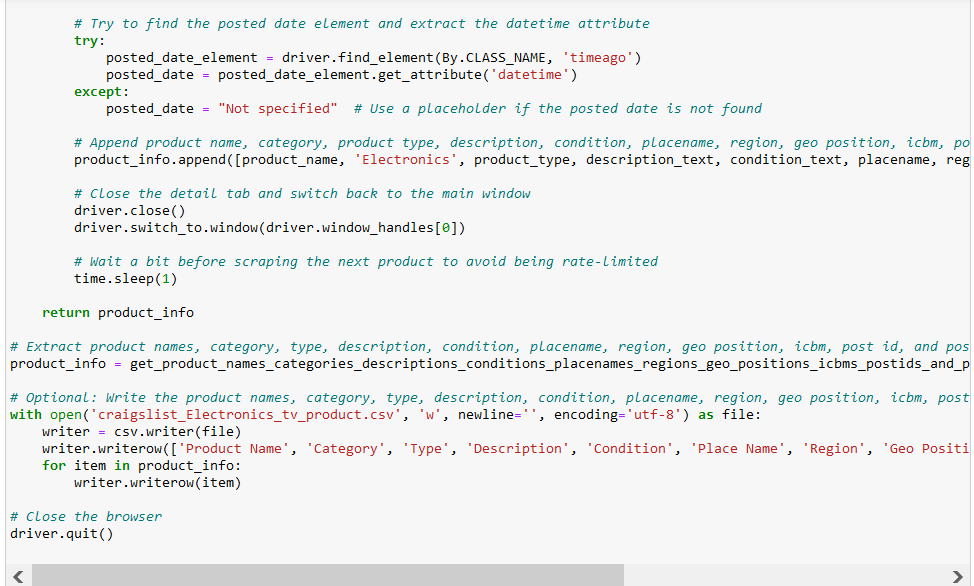 # Try to find the posted date element and extract the datetime attribute
try:
posted_date_element = driver.find_element(By.CLASS_NAME, 'timeago')
posted_date = posted_date_element.get_attribute('datetime')
except:
posted_date = "Not specified"  # Use a placeholder if the posted date is not found
# Append product name, category, product type, description, condition, placename, region, geo position, icbm, po
product_info.append([product_name, 'Electronics', product_type, description_text, condition_text, placename, reg
# Close the detail tab and switch back to the main window
driver.close()
driver.switch_to.window(driver.window_handles[0])
# Wait a bit before scraping the next product to avoid being rate-limited
time.sleep(1)
return product_info
# Extract product names, category, type, description, condition, placename, region, geo position, icbm, post id, and pos
product_info = get_product_names_categories_descriptions_conditions_placenames_regions_geo_positions_icbms_postids_and_p
# Optional: Write the product names, category, type, description, condition, placename, region, geo position, icbm, post
with open('craigslist_Electronics_tv_product.csv', 'w', newline='', encoding='utf-8') as file:
writer = csv.writer(file)
writer.writerow(['Product Name', 'Category', 'Type', 'Description', 'Condition', 'Place Name', 'Region', 'Geo Positi
for item in product_info:
writer.writerow(item)
# Close the browser
driver.quit()